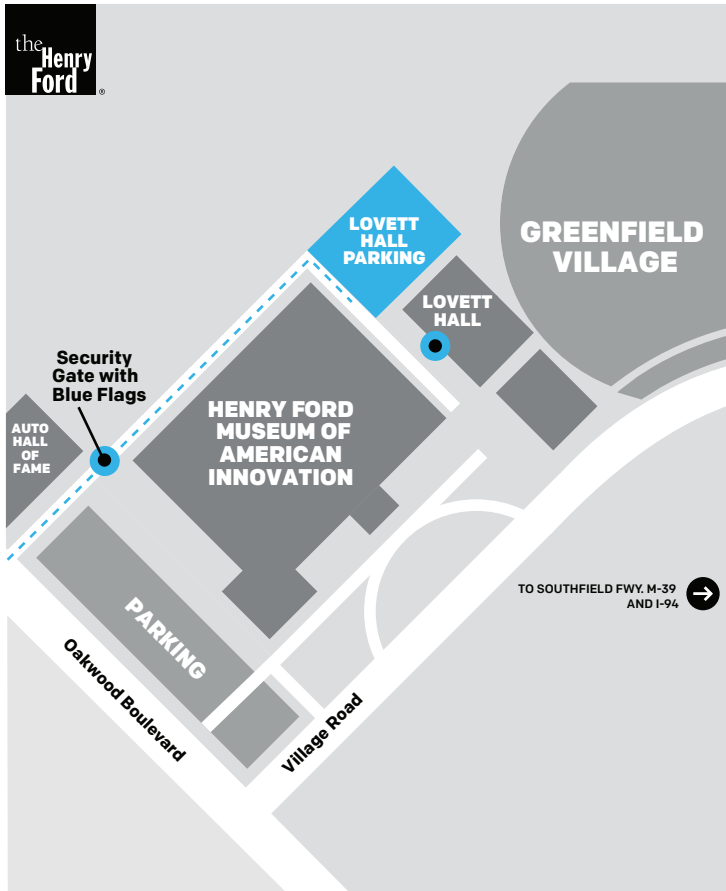 the
Henry
Ford
®
GREENFIELD
VILLAGE
LOVETT
HALL
PARKING
LOVETT
HALL
Security
Gate with
Blue Flags
AUTO
HALL
OF
FAME
HENRY FORD
MUSEUM OF
AMERICAN
INNOVATION
TO SOUTHFIELD FWY. M-39
AND I-94
PARKING
Oakwood Boulevard
Village Road